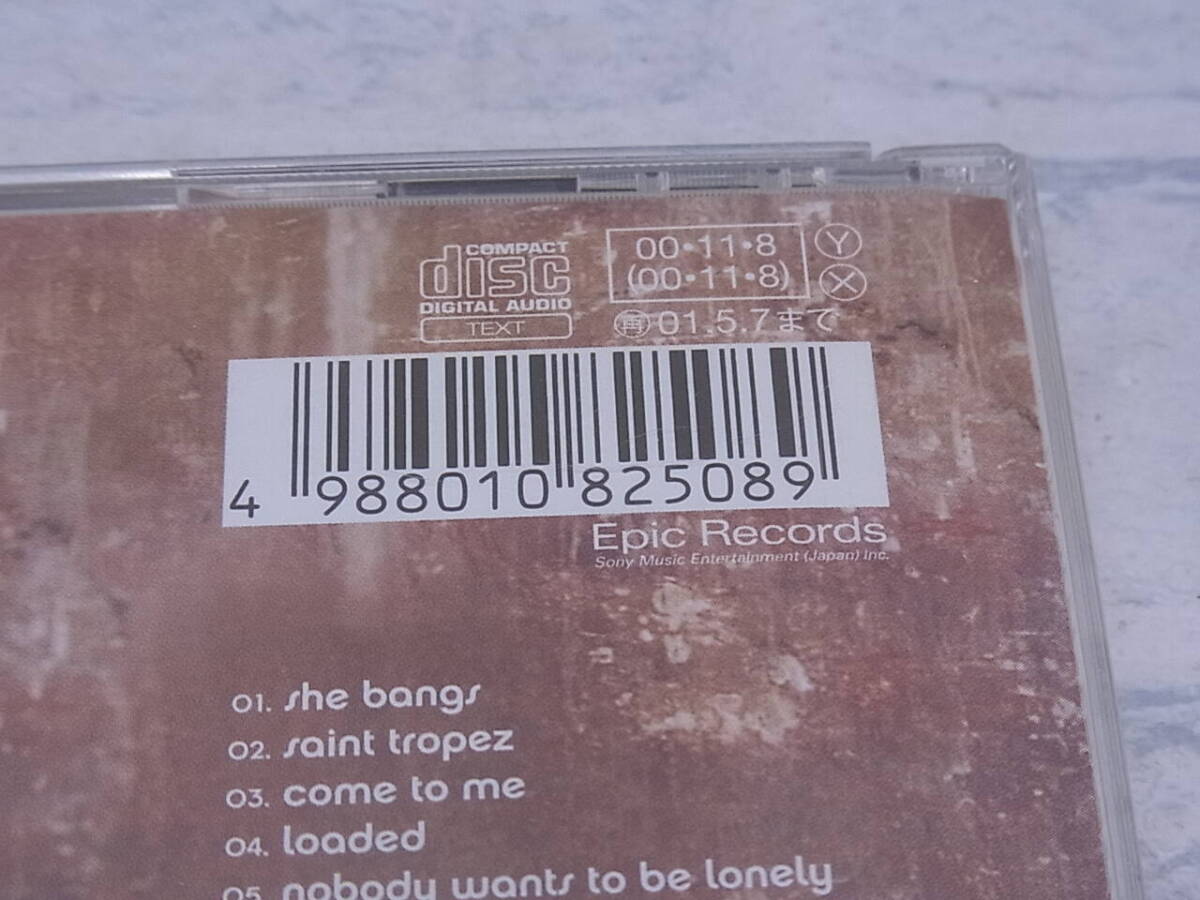 COMPACT
disc
DIGITAL AUDIO
TEXT
00•11•8
(00•11•8)
Y
X
再 01.5.7まで
4 988010 825089
Epic Records
Sony Music Entertainment (Japan) Inc.
01. she bangs
02. saint tropez
03. come to me
04. loaded
05 nobody wants to be lonely